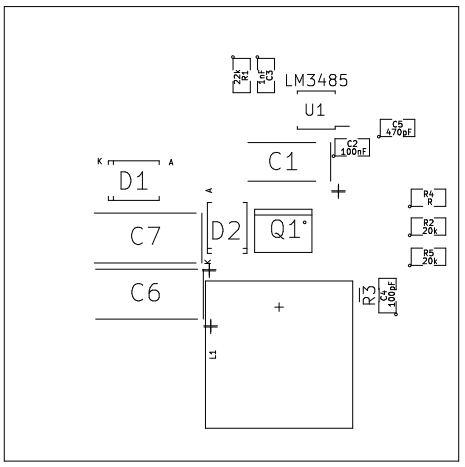 22k
R1
1nF
C3
LM3485
U1
C5
470pF
C2
100nF
C1
K
A
D1
A
R4
R
C7
D2
Q1
R2
20k
R5
20k
K
C6
R3
C4
100pF
L1